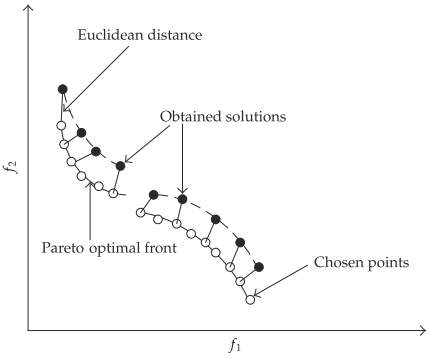 Euclidean distance
Obtained solutions
f2
Pareto optimal front
Chosen points
f1